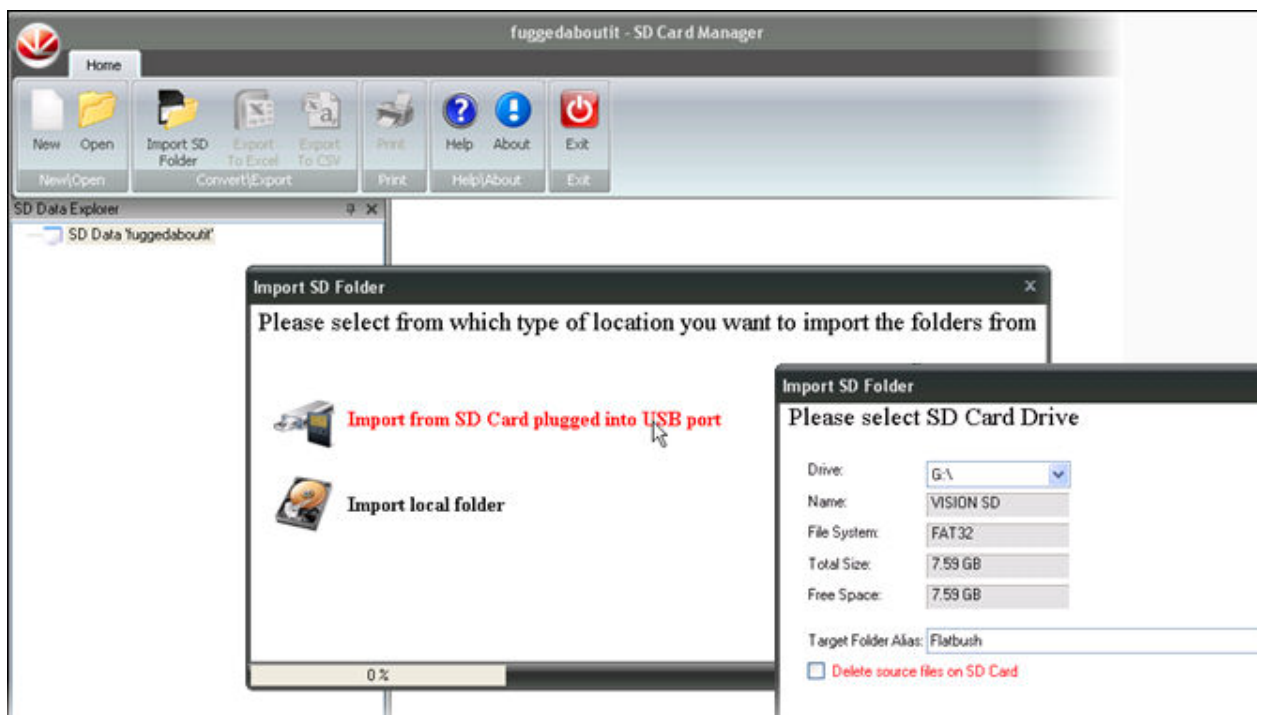 fuggedaboutit - SD Card Manager
Home
New
Open
Import SD
Folder
Export
To Excel
Export
To CSV
Print
Help
About
Exit
New\Open
Convert\Export
Print
Help\About
Exit
SD Data Explorer
SD Data 'fuggedaboutit'
Import SD Folder
Please select from which type of location you want to import the folders from
Import from SD Card plugged into USB port
Import local folder
0 %
Import SD Folder
Please select SD Card Drive
Drive: G:\
Name: VISION SD
File System: FAT32
Total Size: 7.59 GB
Free Space: 7.59 GB
Target Folder Alias: Flatbush
Delete source files on SD Card